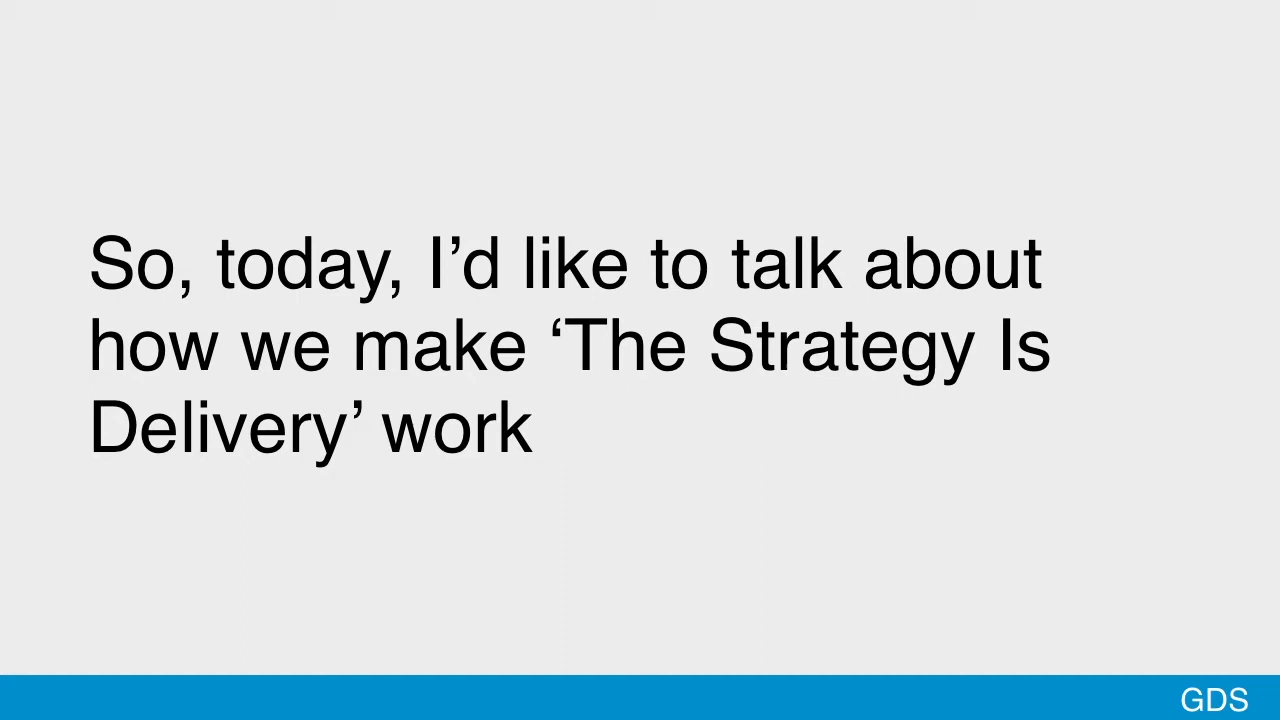 So, today, I’d like to talk about
how we make ‘The Strategy Is
Delivery’ work
GDS